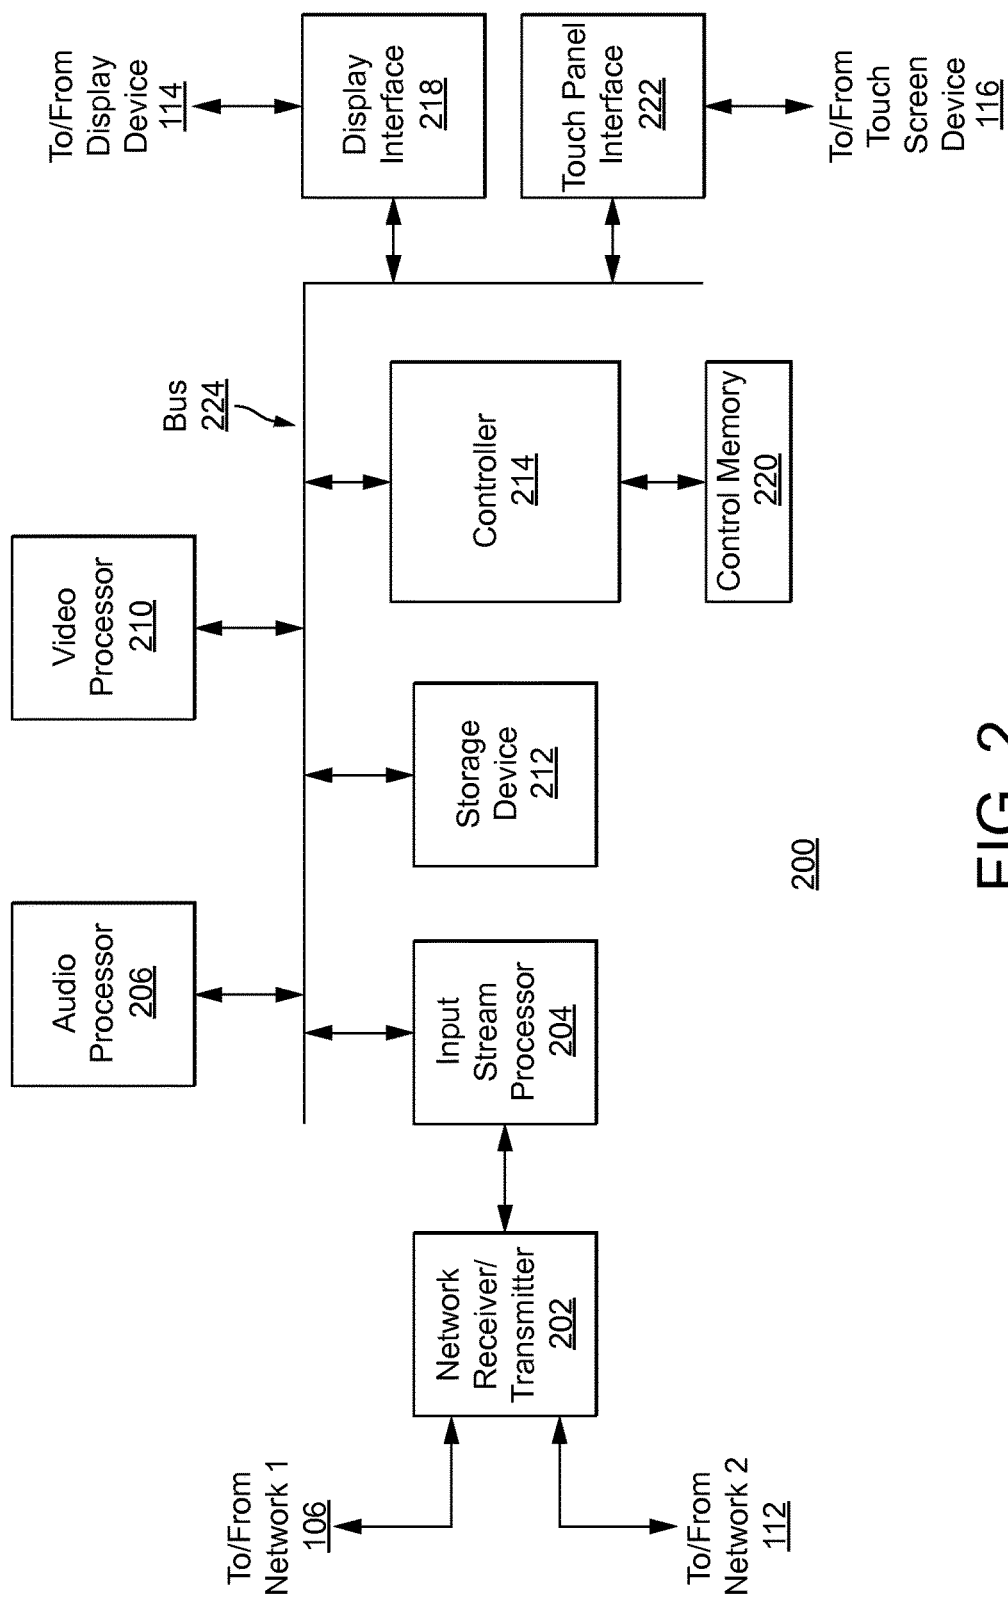 To/From
Network 1
106
To/From
Network 2
112
Network
Receiver/
Transmitter
202
Audio
Processor
206
Input
Stream
Processor
204
Video
Processor
210
Storage
Device
212
Bus
224
Controller
214
Control Memory
220
To/From
Display
Device
114
Display
Interface
218
Touch Panel
Interface
222
To/From
Touch
Screen
Device
116
200
FIG. 2